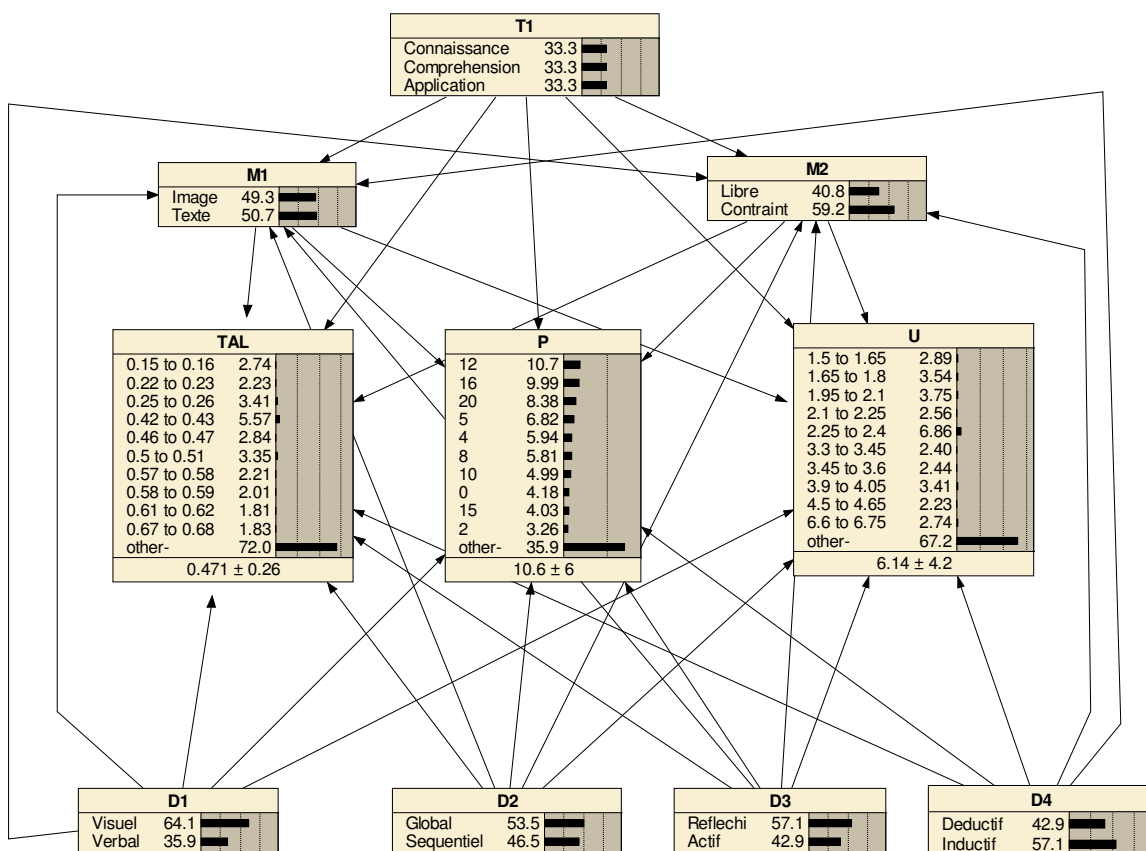 T1
Connaissance 33.3
Comprehension 33.3
Application 33.3
M1
Image 49.3
Texte 50.7
M2
Libre 40.8
Contraint 59.2
TAL
0.15 to 0.16 2.74
0.22 to 0.23 2.23
0.25 to 0.26 3.41
0.42 to 0.43 5.57
0.46 to 0.47 2.84
0.5 to 0.51 3.35
0.57 to 0.58 2.21
0.58 to 0.59 2.01
0.61 to 0.62 1.81
0.67 to 0.68 1.83
other- 72.0
0.471 ± 0.26
P
12 10.7
16 9.99
20 8.38
5 6.82
4 5.94
8 5.81
10 4.99
0 4.18
15 4.03
2 3.26
other- 35.9
10.6 ± 6
U
1.5 to 1.65 2.89
1.65 to 1.8 3.54
1.95 to 2.1 3.75
2.1 to 2.25 2.56
2.25 to 2.4 6.86
3.3 to 3.45 2.40
3.45 to 3.6 2.44
3.9 to 4.05 3.41
4.5 to 4.65 2.23
6.6 to 6.75 2.74
other- 67.2
6.14 ± 4.2
D1
Visuel 64.1
Verbal 35.9
D2
Global 53.5
Sequentiel 46.5
D3
Reflechi 57.1
Actif 42.9
D4
Deductif 42.9
Inductif 57.1